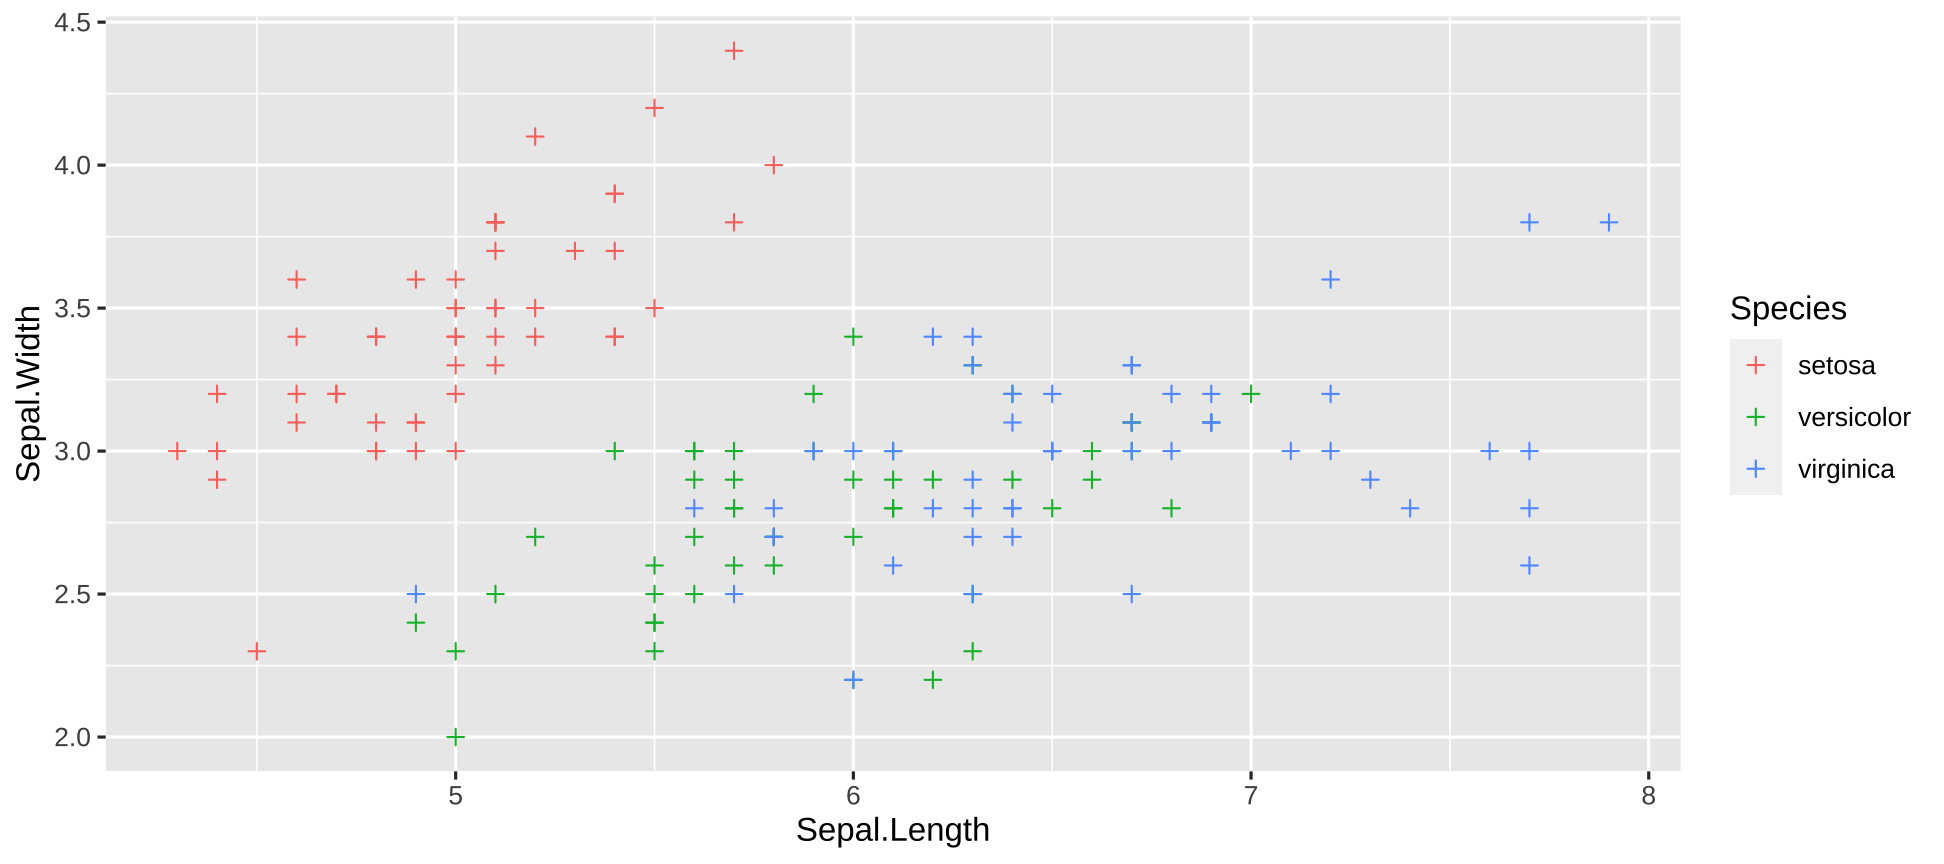 4.5
4.0
3.5
3.0
2.5
2.0
Sepal.Width
5 6 7 8
Sepal.Length
Species
setosa
versicolor
virginica